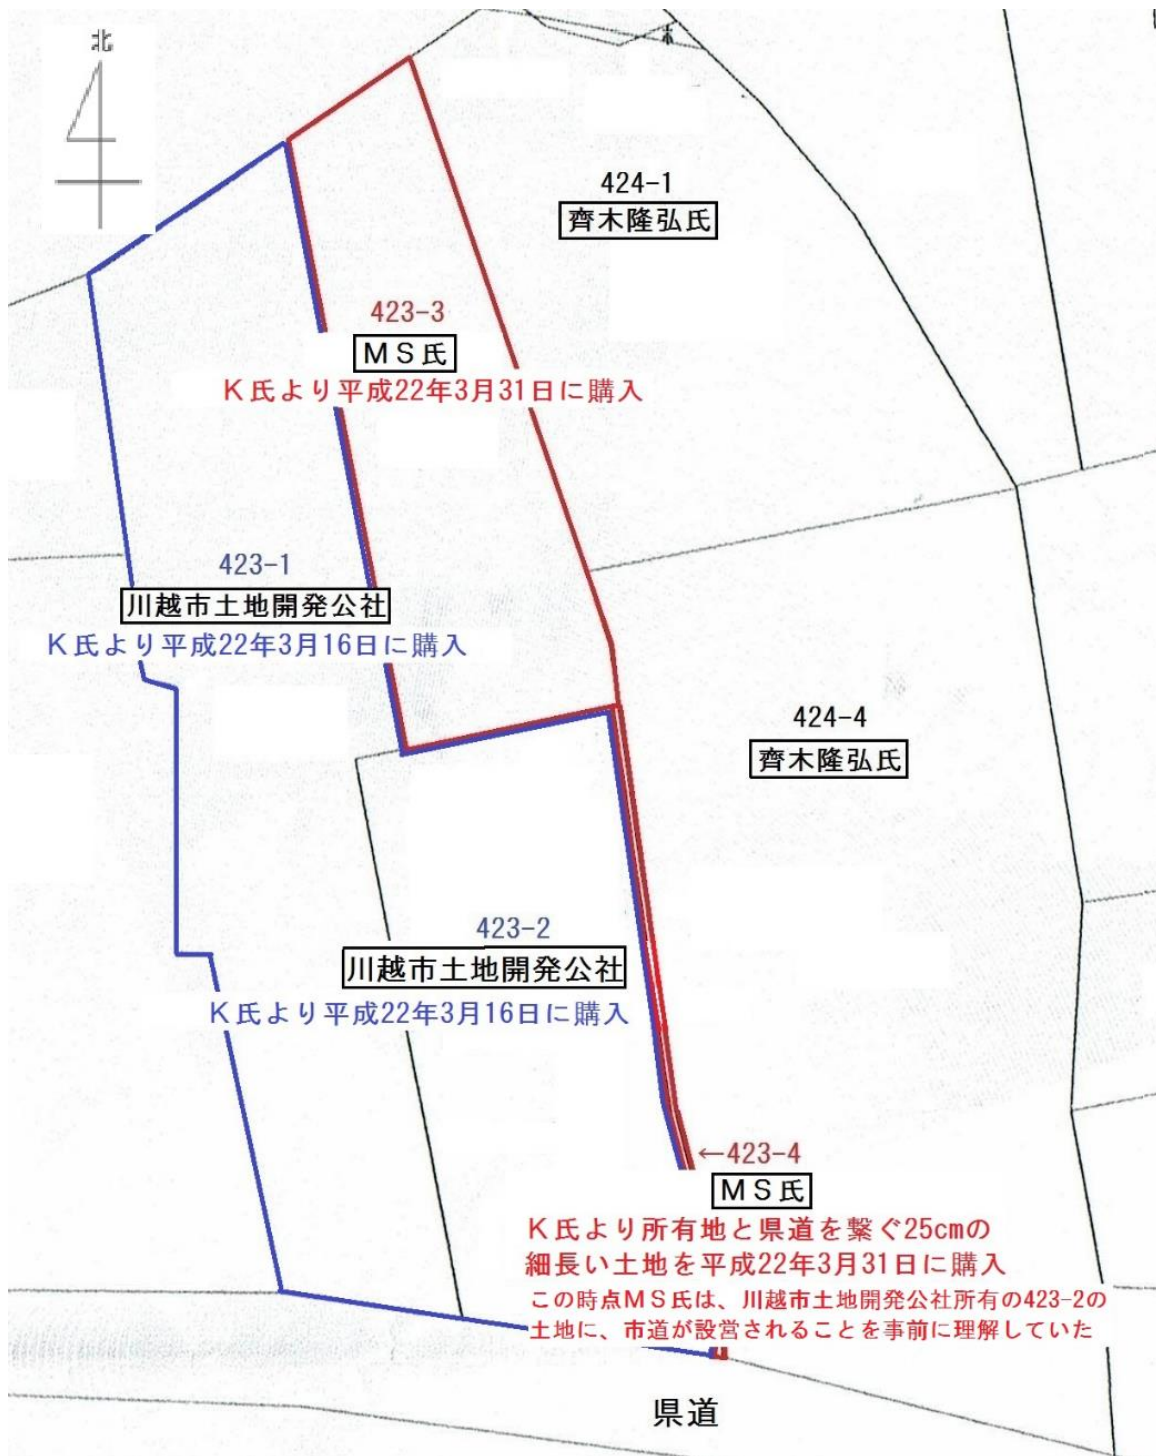 北
木
424-1
齊木隆弘氏
423-3
MS氏
K氏より平成22年3月31日に購入
423-1
川越市土地開発公社
K氏より平成22年3月16日に購入
424-4
齊木隆弘氏
423-2
川越市土地開発公社
K氏より平成22年3月16日に購入
←423-4
MS氏
K氏より所有地と県道を繋ぐ25cmの
細長い土地を平成22年3月31日に購入
この時点MS氏は、川越市土地開発公社所有の423-2の
土地に、市道が設営されることを事前に理解していた
県道